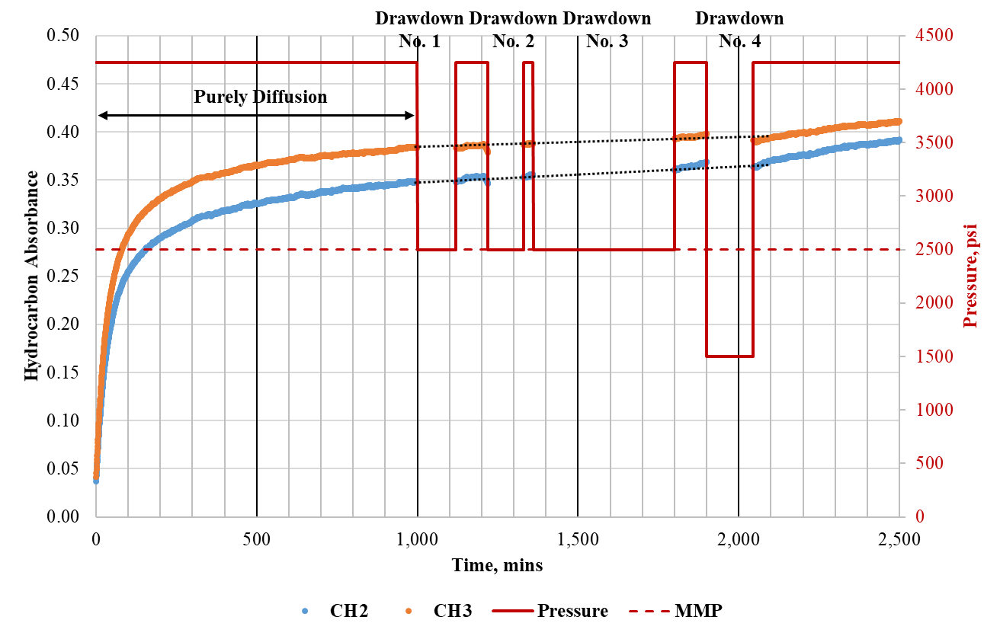 Drawdown Drawdown Drawdown Drawdown
No. 1 No. 2 No. 3 No. 4
0.50
0.45
0.40
0.35
0.30
0.25
0.20
0.15
0.10
0.05
0.00
Hydrocarbon Absorbance
Purely Diffusion
4500
4000
3500
3000
2500
2000
1500
1000
500
0
Pressure, psi
0 500 1,000 1,500 2,000 2,500
Time, mins
CH2 CH3 Pressure MMP